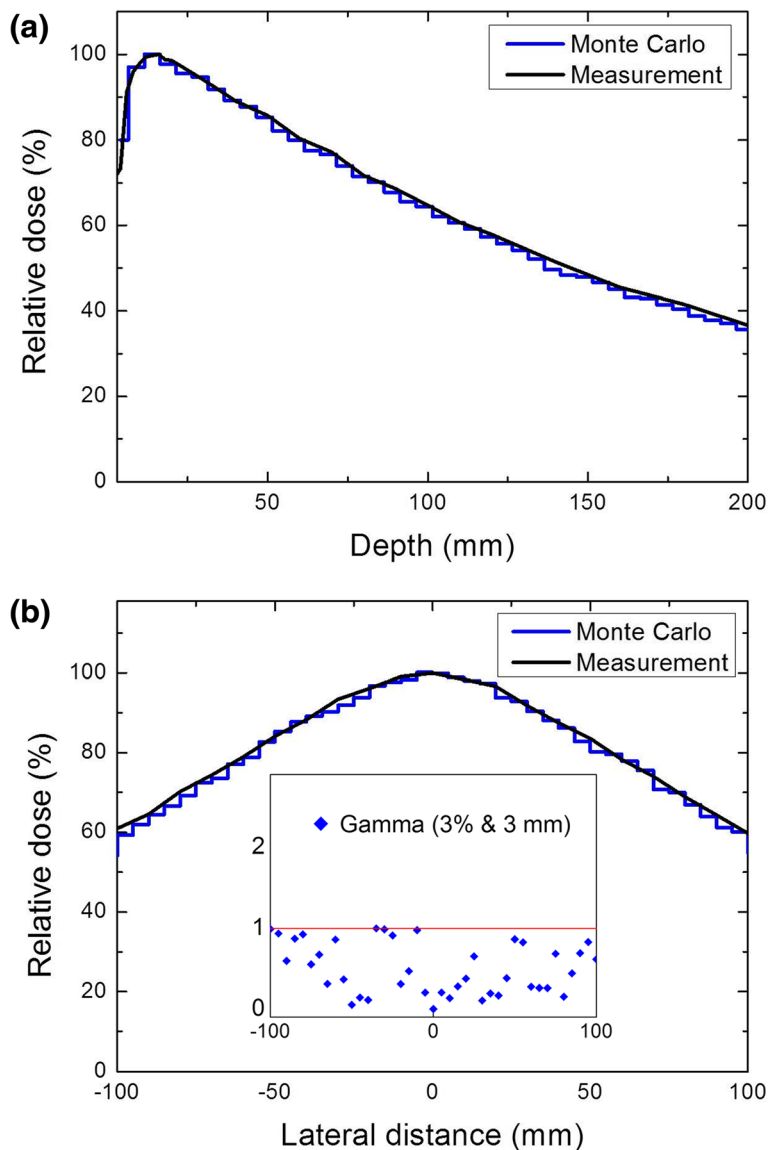 (a)
Monte Carlo
Measurement
Relative dose (%)
100
80
60
40
20
0
50
100
150
200
Depth (mm)
(b)
Monte Carlo
Measurement
Relative dose (%)
100
80
60
40
20
0
Gamma (3% & 3 mm)
2
1
0
-100
0
100
-100
-50
0
50
100
Lateral distance (mm)